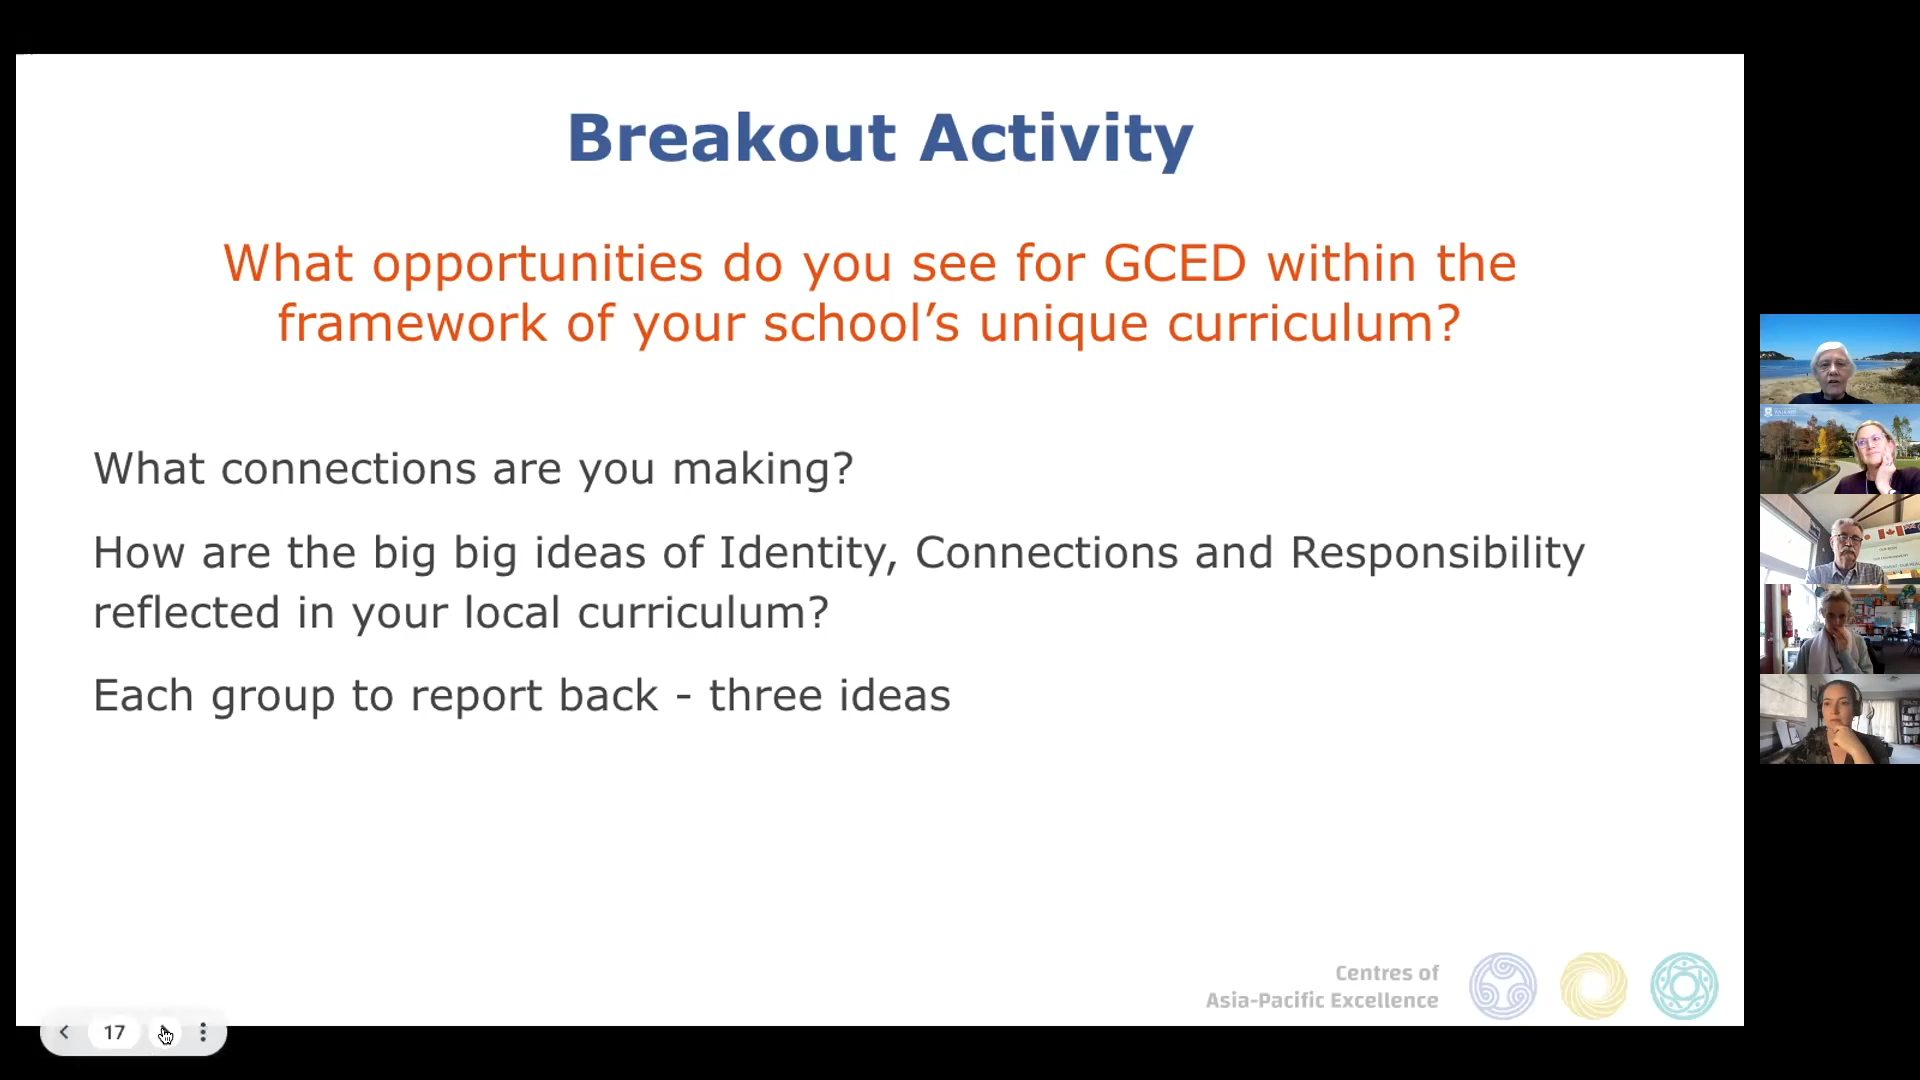 Breakout Activity
What opportunities do you see for GCED within the
framework of your school’s unique curriculum?
What connections are you making?
How are the big big ideas of Identity, Connections and Responsibility
reflected in your local curriculum?
Each group to report back - three ideas
Centres of
Asia-Pacific Excellence
17